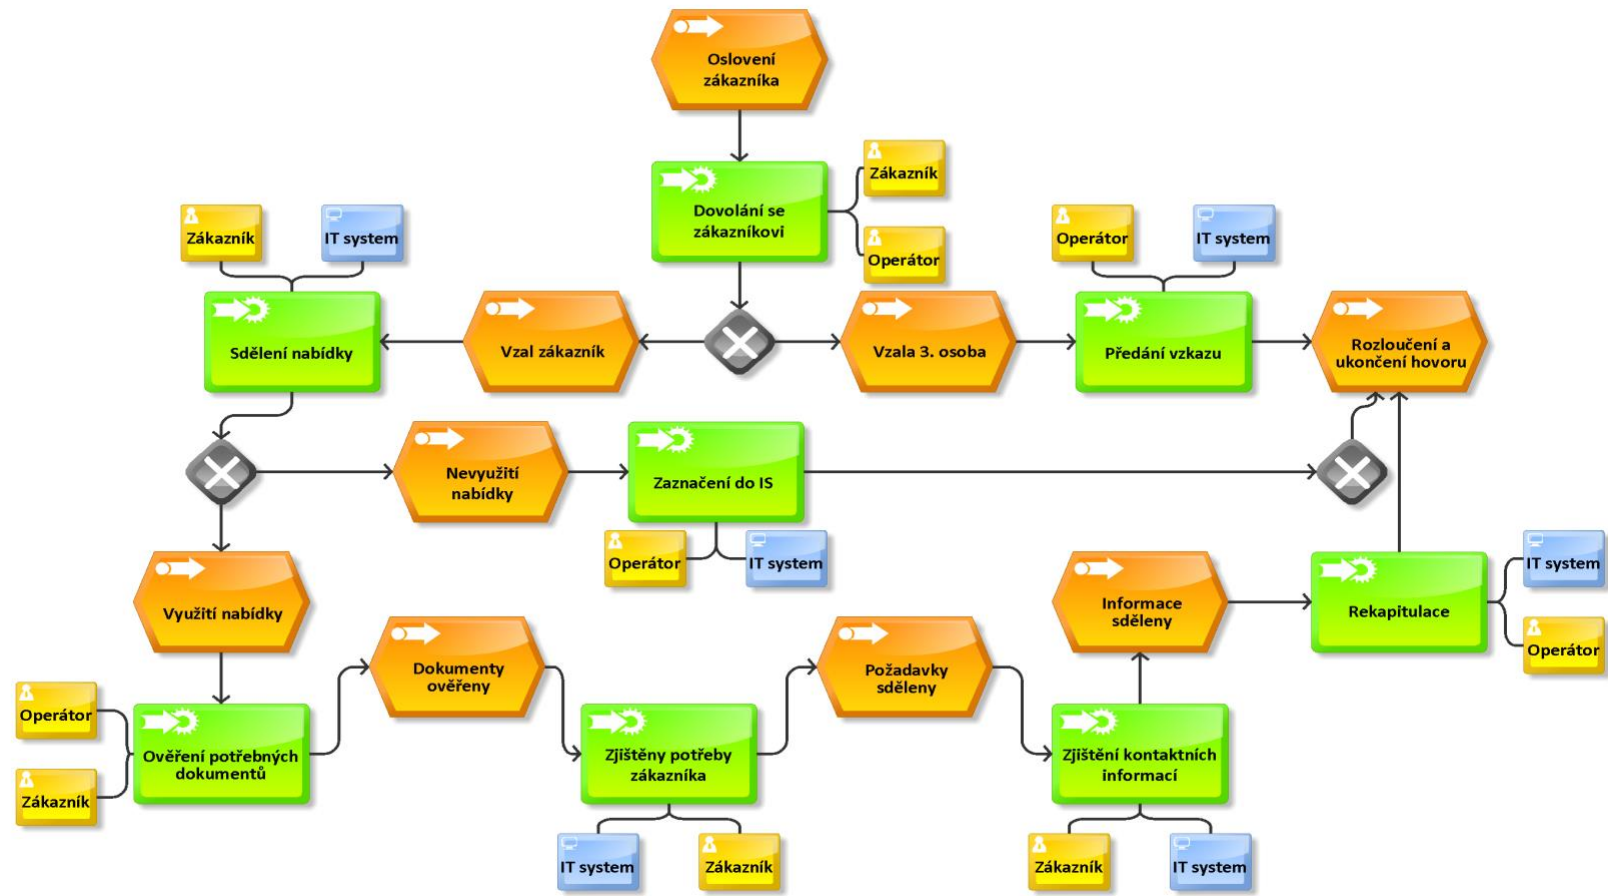 Oslovení
zákazníka
Dovolání se
zákazníkovi
Zákazník
Operátor
Zákazník
IT system
Operátor
IT system
Sdělení nabídky
Vzal zákazník
Vzala 3. osoba
Předání vzkazu
Rozloučení a
ukončení hovoru
Nevyužití
nabídky
Zaznačení do IS
Operátor
IT system
Využití nabídky
Informace
sděleny
Rekapitulace
IT system
Operátor
Dokumenty
ověřeny
Požadavky
sděleny
Operátor
Zákazník
Ověření potřebných
dokumentů
Zjištěny potřeby
zákazníka
Zjištění kontaktních
informací
IT system
Zákazník
Zákazník
IT system